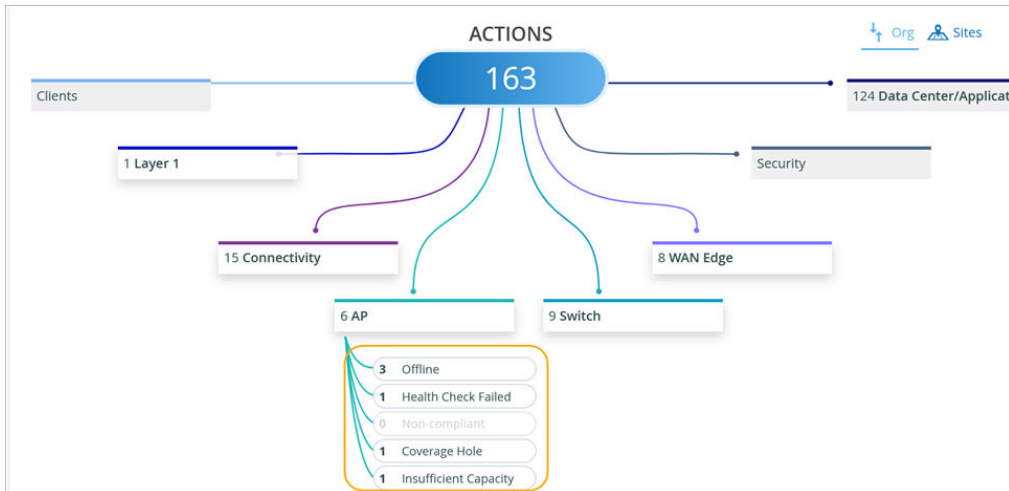 ACTIONS
163
Org
Sites
Clients
124 Data Center/Applicat
1 Layer 1
Security
15 Connectivity
8 WAN Edge
6 AP
9 Switch
3 Offline
1 Health Check Failed
0 Non-compliant
1 Coverage Hole
1 Insufficient Capacity